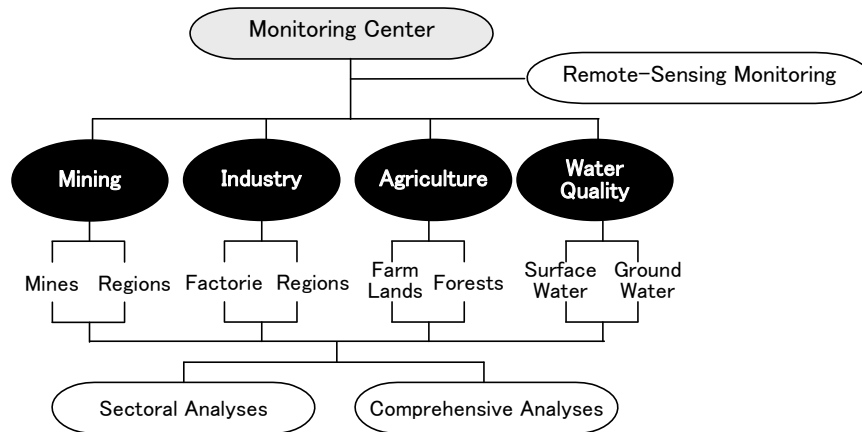 Monitoring Center
Remote-Sensing Monitoring
Mining
Industry
Agriculture
Water
Quality
Mines
Regions
Factorie
Regions
Farm
Lands
Forests
Surface
Water
Ground
Water
Sectoral Analyses
Comprehensive Analyses